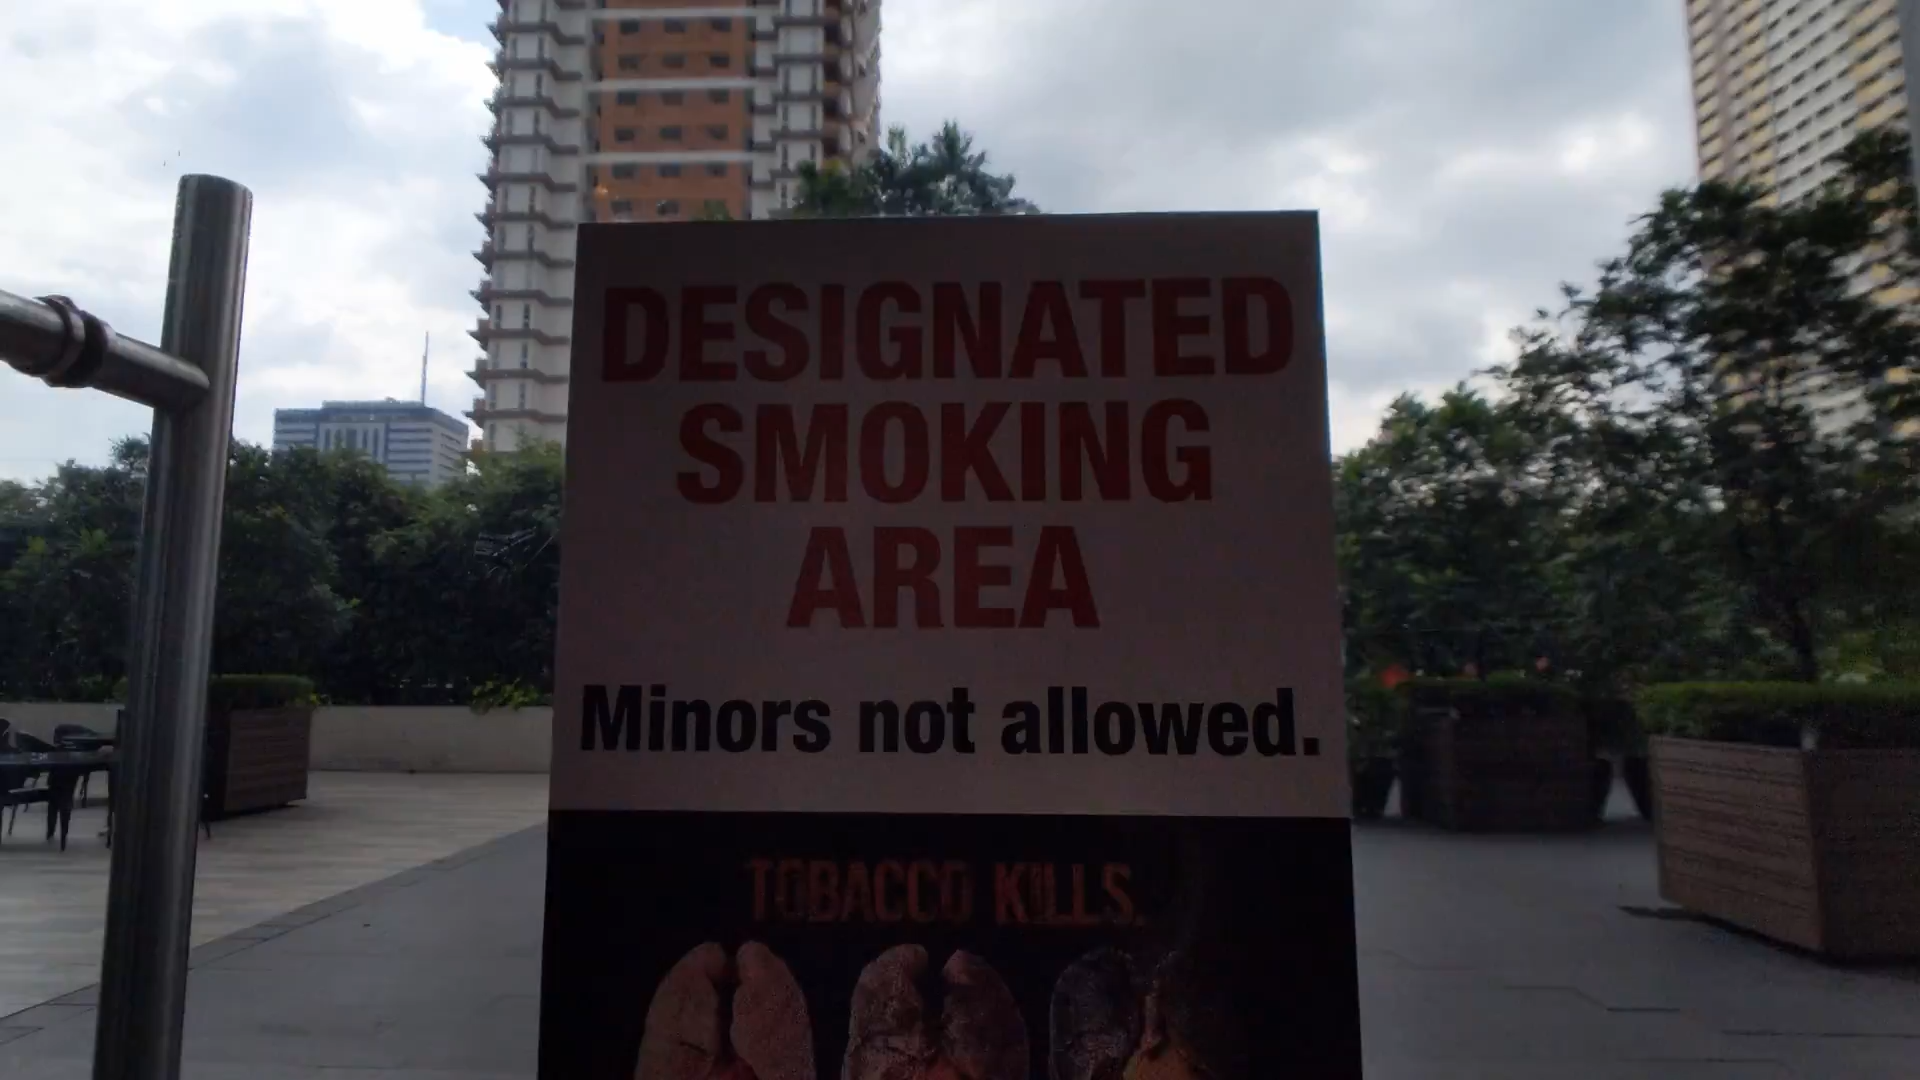 DESIGNATED
SMOKING
AREA
Minors not allowed.
TOBACCO KILLS.